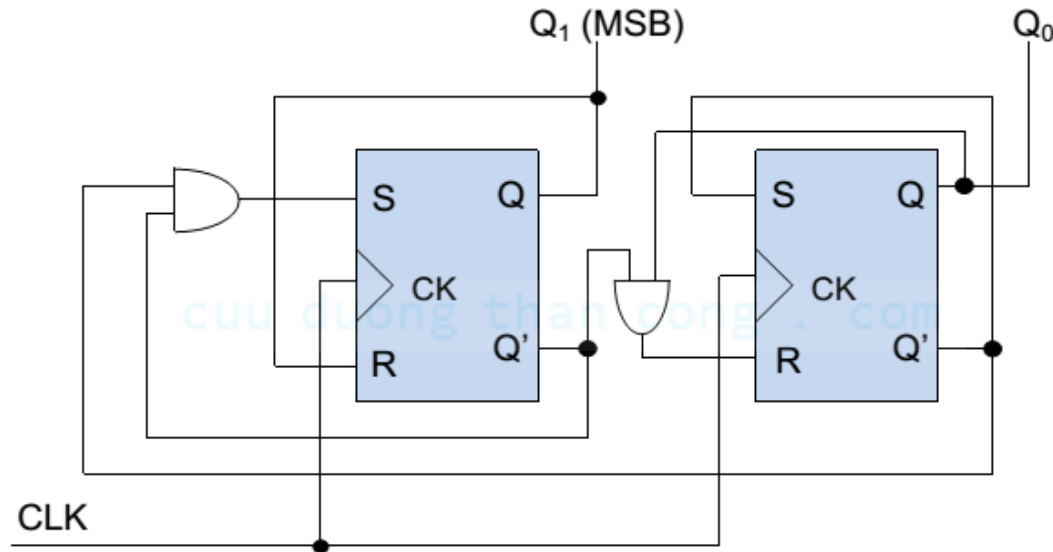 Q₁ (MSB)
Q₀
S
Q
S
Q
CK
CK
cuu duong than cong . com
Q’
Q’
R
R
CLK